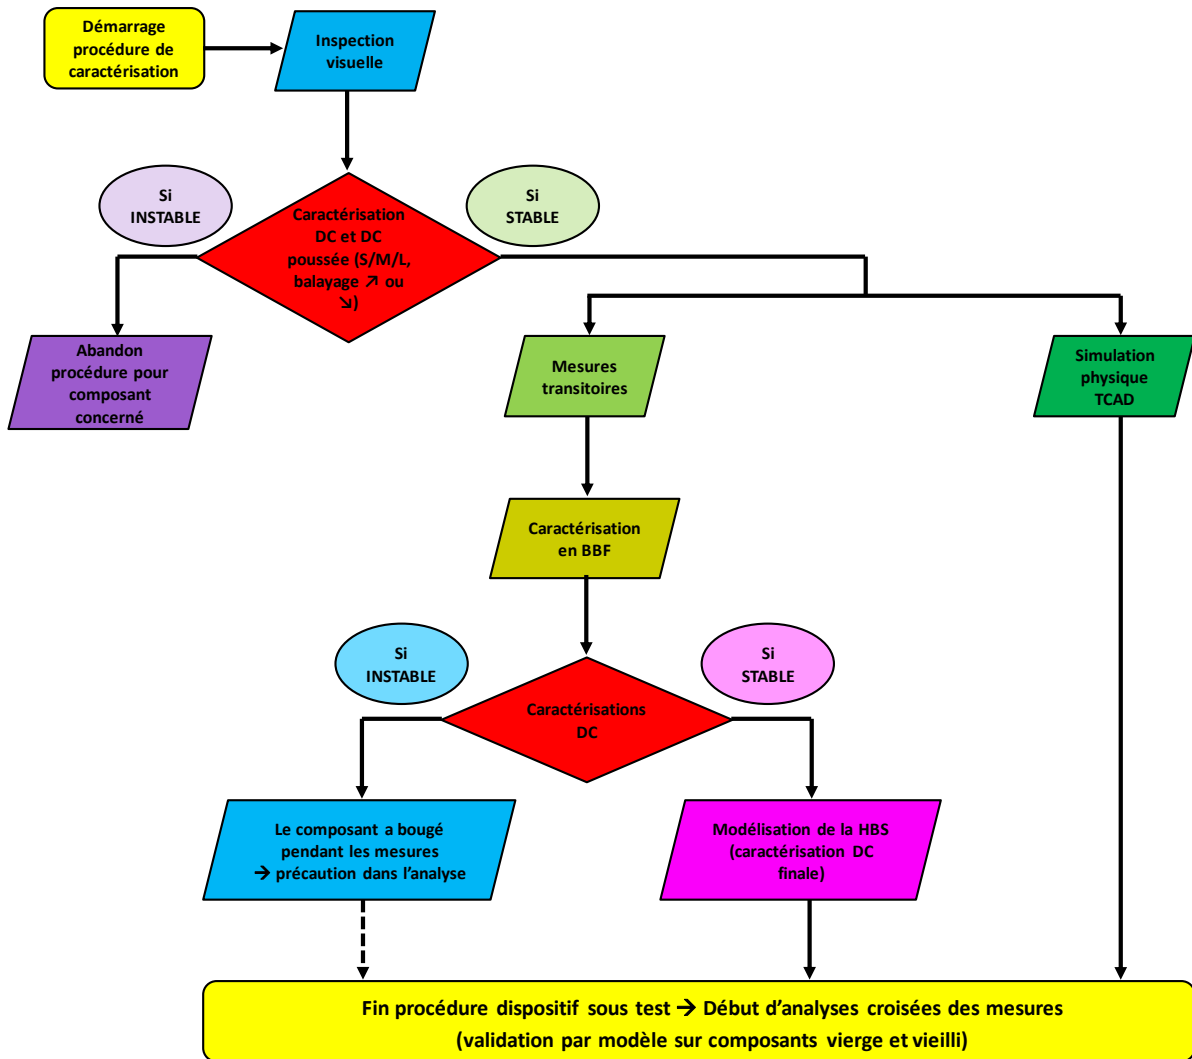 Démarrage
procédure de
caractérisation
Inspection
visuelle
Si
INSTABLE
Si
STABLE
Caractérisation
DC et DC
poussée (S/M/L,
balayage ↗ ou
↘)
Abandon
procédure pour
composant
concerné
Mesures
transitoires
Simulation
physique
TCAD
Caractérisation
en BBF
Si
INSTABLE
Si
STABLE
Caractérisations
DC
Le composant a bougé
pendant les mesures
→ précaution dans l’analyse
Modélisation de la HBS
(caractérisation DC
finale)
Fin procédure dispositif sous test → Début d’analyses croisées des mesures
(validation par modèle sur composants vierge et vieilli)